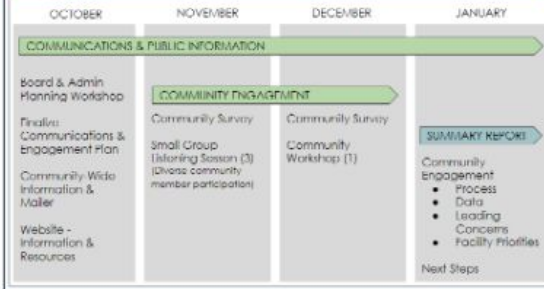 OCTOBER
NOVEMBER
DECEMBER
JANUARY
COMMUNICATIONS & PUBLIC INFORMATION
Board & Admin
Planning Workshop
Finalize
Communications &
Engagement Plan
Community-Wide
Information &
Mailer
Website -
Information &
Resources
COMMUNITY ENGAGEMENT
Community Survey
Small Group
Listening Session (3)
(Diverse community
member participation)
Community Survey
Community
Workshop (1)
SUMMARY REPORT
Community
Engagement
● Process
● Data
● Leading
Concerns
● Facility Priorities
Next Steps